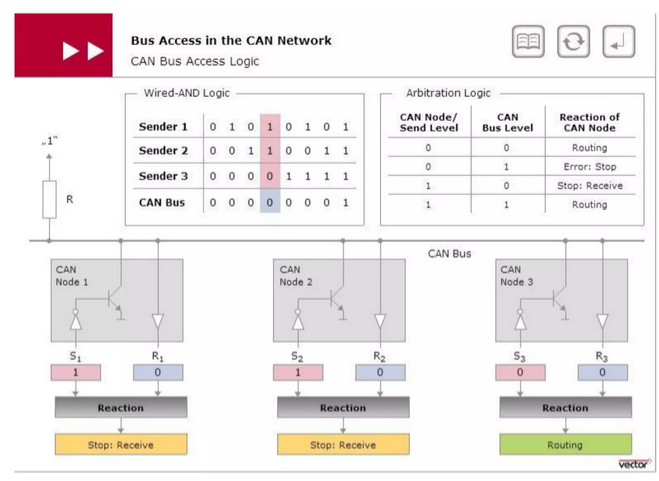 Bus Access in the CAN Network
CAN Bus Access Logic
Wired-AND Logic
Sender 1 0 1 0 1 0 1 0 1
Sender 2 0 0 1 1 0 0 1 1
Sender 3 0 0 0 0 1 1 1 1
CAN Bus 0 0 0 0 0 0 0 1
Arbitration Logic
CAN Node/ CAN Reaction of
Send Level Bus Level CAN Node
0 0 Routing
0 1 Error: Stop
1 0 Stop: Receive
1 1 Routing
„1"
R
CAN Bus
CAN
Node 1
S1 R1
1 0
Reaction
Stop: Receive
CAN
Node 2
S2 R2
1 0
Reaction
Stop: Receive
CAN
Node 3
S3 R3
0 0
Reaction
Routing
vector